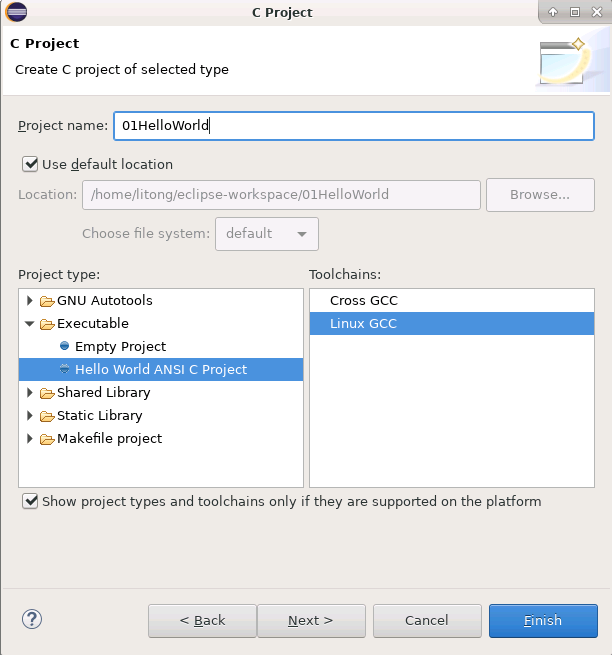 C Project
C Project
Create C project of selected type
Project name: 01HelloWorld
Use default location
Location: /home/litong/eclipse-workspace/01HelloWorld Browse...
Choose file system: default
Project type: Toolchains:
GNU Autotools Cross GCC
Executable Linux GCC
Empty Project
Hello World ANSI C Project
Shared Library
Static Library
Makefile project
Show project types and toolchains only if they are supported on the platform
? < Back Next > Cancel Finish